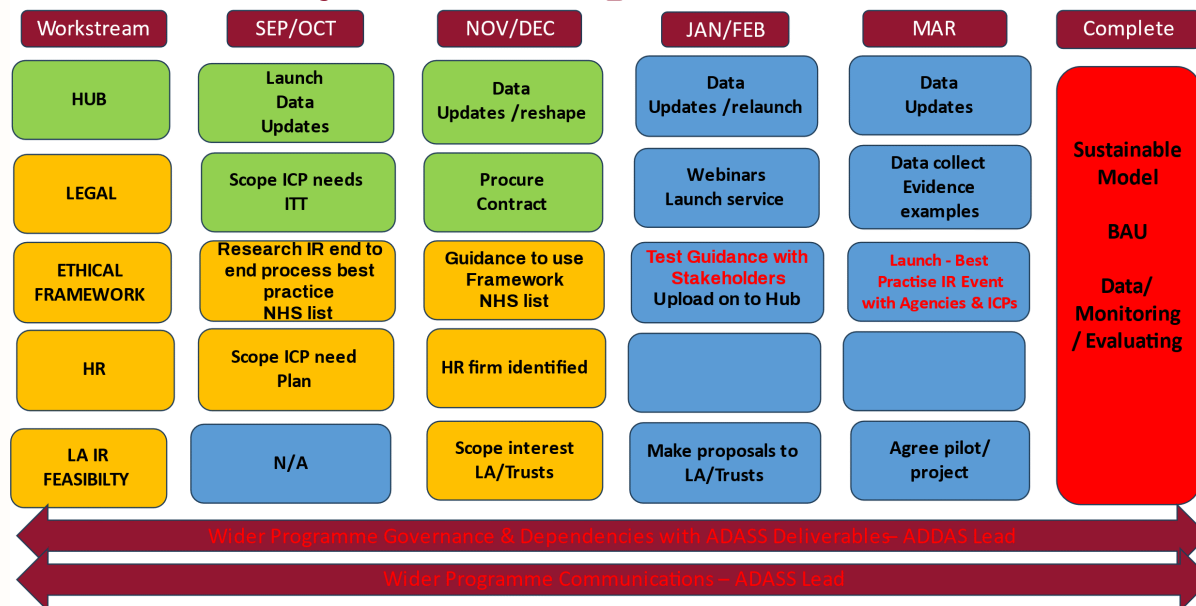 Workstream
SEP/OCT
NOV/DEC
JAN/FEB
MAR
Complete
HUB
Launch
Data
Updates
Data
Updates /reshape
Data
Updates /relaunch
Data
Updates
LEGAL
Scope ICP needs
ITT
Procure
Contract
Webinars
Launch service
Data collect
Evidence
examples
ETHICAL
FRAMEWORK
Research IR end to
end process best
practice
NHS list
Guidance to use
Framework
NHS list
Test Guidance with
Stakeholders
Upload on to Hub
Launch - Best
Practise IR Event
with Agencies & ICPs
HR
Scope ICP need
Plan
HR firm identified
LA IR
FEASIBILTY
N/A
Scope interest
LA/Trusts
Make proposals to
LA/Trusts
Agree pilot/
project
Sustainable
Model
BAU
Data/
Monitoring
/ Evaluating
Wider Programme Governance & Dependencies with ADASS Deliverables– ADDAS Lead
Wider Programme Communications – ADASS Lead